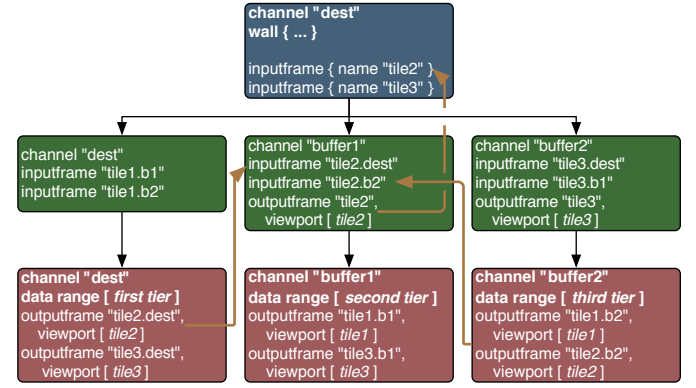 channel "dest"
wall { ... }
inputframe { name "tile2" }
inputframe { name "tile3" }
channel "dest"
inputframe "tile1.b1"
inputframe "tile1.b2"
channel "buffer1"
inputframe "tile2.dest"
inputframe "tile2.b2"
outputframe "tile2",
viewport [ tile2 ]
channel "buffer2"
inputframe "tile3.dest"
inputframe "tile3.b1"
outputframe "tile3",
viewport [ tile3 ]
channel "dest"
data range [ first tier ]
outputframe "tile2.dest",
viewport [ tile2 ]
outputframe "tile3.dest",
viewport [ tile3 ]
channel "buffer1"
data range [ second tier ]
outputframe "tile1.b1",
viewport [ tile1 ]
outputframe "tile3.b1",
viewport [ tile3 ]
channel "buffer2"
data range [ third tier ]
outputframe "tile1.b2",
viewport [ tile1 ]
outputframe "tile2.b2",
viewport [ tile2 ]